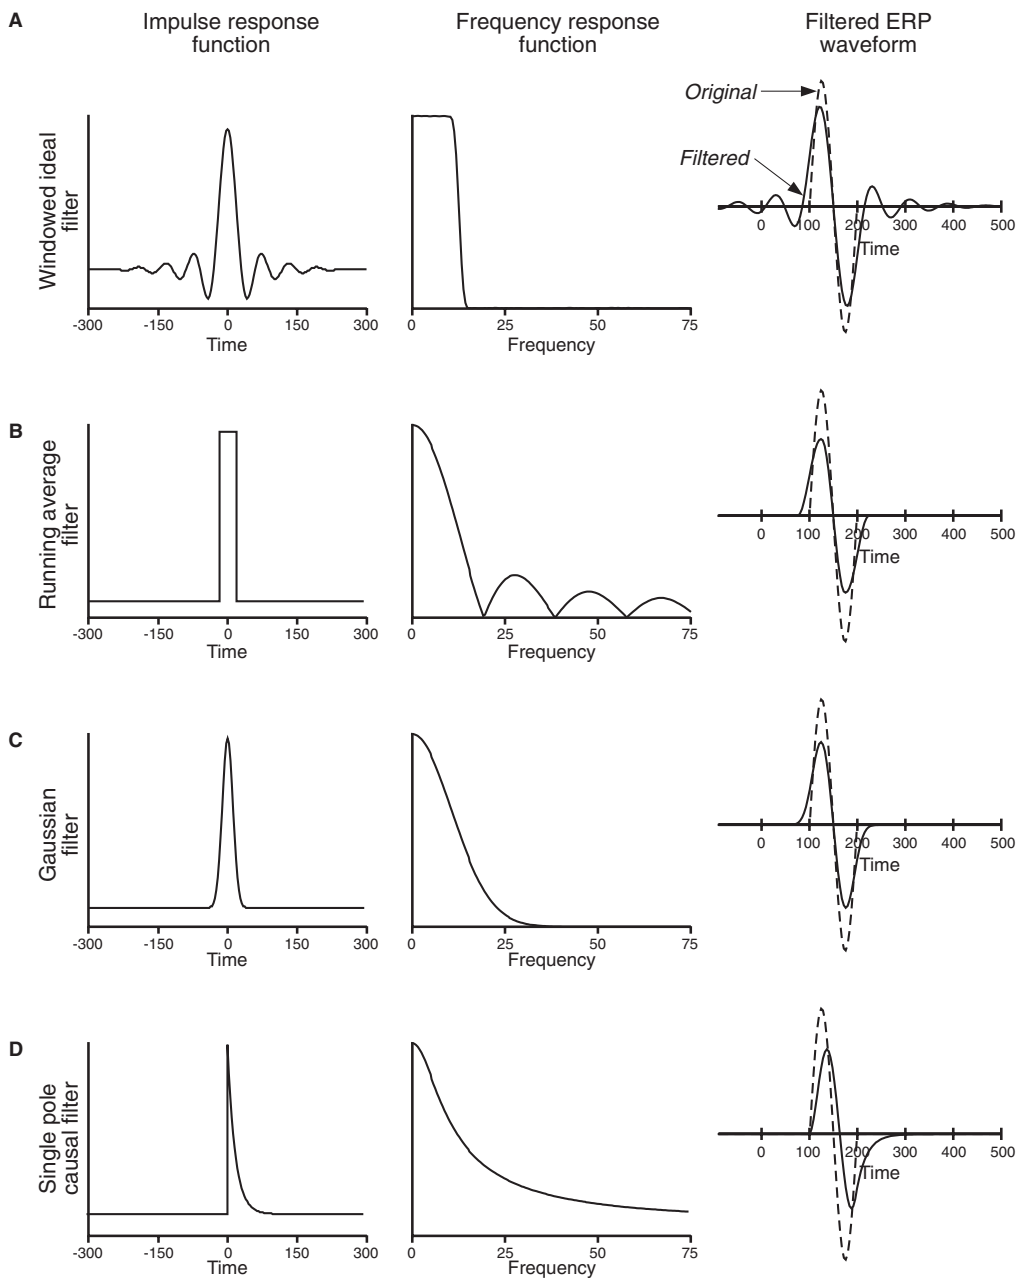 A
Impulse response
function
Frequency response
function
Filtered ERP
waveform
Windowed ideal
filter
-300 -150 0 150 300
Time
0 25 50 75
Frequency
Original
Filtered
0 100 200 300 400 500
Time
B
Running average
filter
-300 -150 0 150 300
Time
0 25 50 75
Frequency
0 100 200 300 400 500
Time
C
Gaussian
filter
-300 -150 0 150 300
Time
0 25 50 75
Frequency
0 100 200 300 400 500
Time
D
Single pole
causal filter
-300 -150 0 150 300
Time
0 25 50 75
Frequency
0 100 200 300 400 500
Time